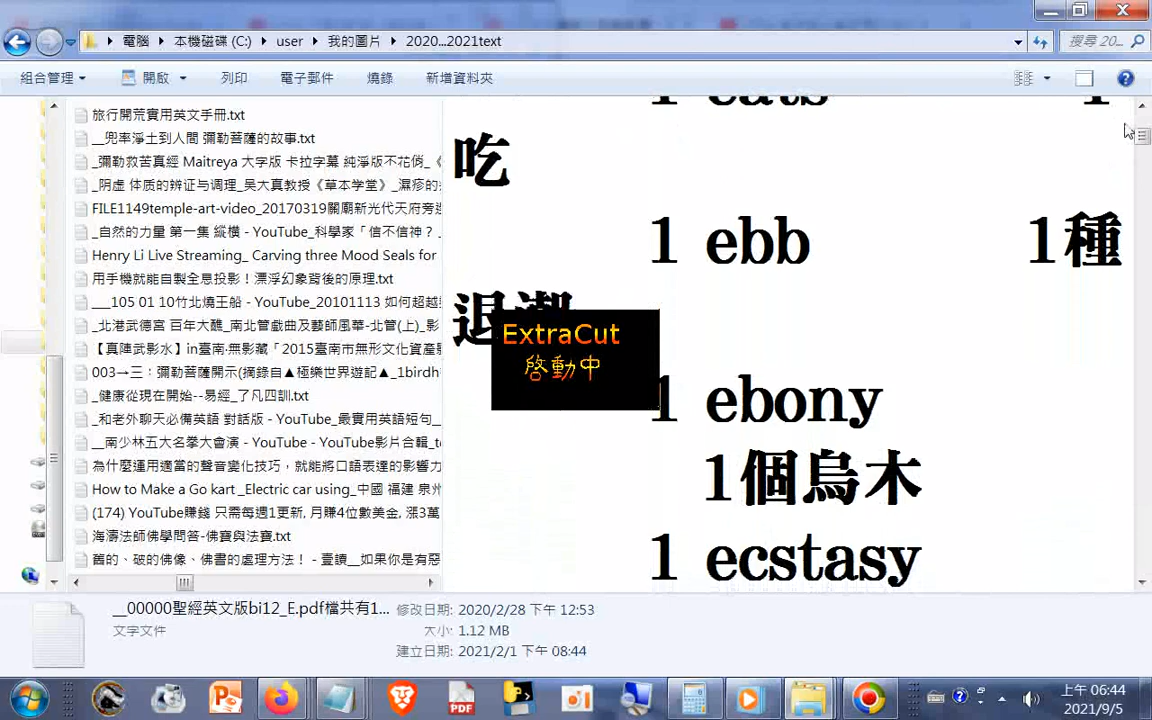 電腦 本機磁碟 (C:) user 我的圖片 2020...2021text
搜尋 20...
組合管理 開啟 列印 電子郵件 燒錄 新增資料夾
旅行開荒實用英文手冊.txt
__兜率淨土到人間 彌勒菩薩的故事.txt
_彌勒救苦真經 Maitreya 大字版 卡拉字幕 純淨版不花俏_《
_阴虚 体质的辨证与调理_吴大真教授《草本学堂》_濕疹的
FILE1149temple-art-video_20170319關廟新光代天府旁邊
_自然的力量 第一集 縱橫 - YouTube_科學家「信不信神？」
Henry Li Live Streaming_ Carving three Mood Seals for
用手機就能自製全息投影！漂浮幻象背後的原理.txt
___105 01 10竹北燒王船 - YouTube_20101113 如何超越
_北港武德宮 百年大醮_南北管戲曲及藝師風華-北管(上)_影
【真陣武影水】in臺南·無影藏「2015臺南市無形文化資產
003→三：彌勒菩薩開示(摘錄自▲極樂世界遊記▲_1birdh
_健康從現在開始--易經_了凡四訓.txt
_和老外聊天必備英語 對話版 - YouTube_最實用英語短句_
__南少林五大名拳大會演 - YouTube - YouTube影片合輯_t
為什麼運用適當的聲音變化技巧，就能將口語表達的影響力
How to Make a Go kart _Electric car using_中國 福建 泉州
(174) YouTube賺錢 只需每週1更新, 月賺4位數美金, 漲3萬
海濤法師佛學問答-佛寶與法寶.txt
舊的、破的佛像、佛書的處理方法！ - 壹讀__如果你是有惡
1 eats 1
吃
1 ebb 1種
退潮
1 ebony
1個烏木
1 ecstasy
ExtraCut
啓動中
__00000聖經英文版bi12_E.pdf檔共有1... 修改日期: 2020/2/28 下午 12:53
文字文件 大小: 1.12 MB
建立日期: 2021/2/1 下午 08:44
PDF
上午 06:44
2021/9/5